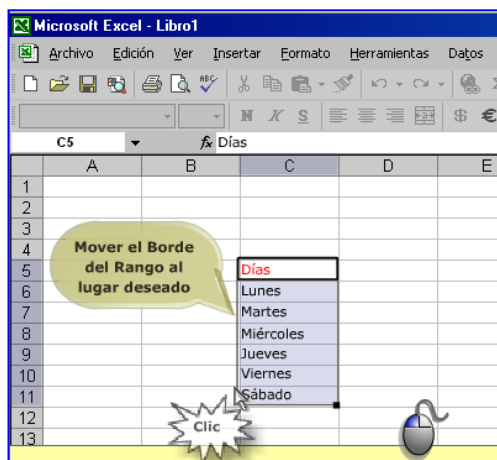 Microsoft Excel - Libro1
Archivo Edición Ver Insertar Formato Herramientas Datos
N K S $ €
C5 fx Días
A B C D E
1
2
3
4
Mover el Borde
del Rango al
lugar deseado
5 Días
6 Lunes
7 Martes
8 Miércoles
9 Jueves
10 Viernes
11 Sábado
12
Clic
13